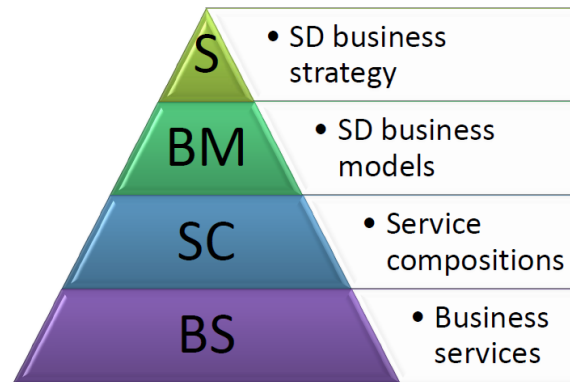 S
• SD business
strategy
BM
• SD business
models
SC
• Service
compositions
BS
• Business
services